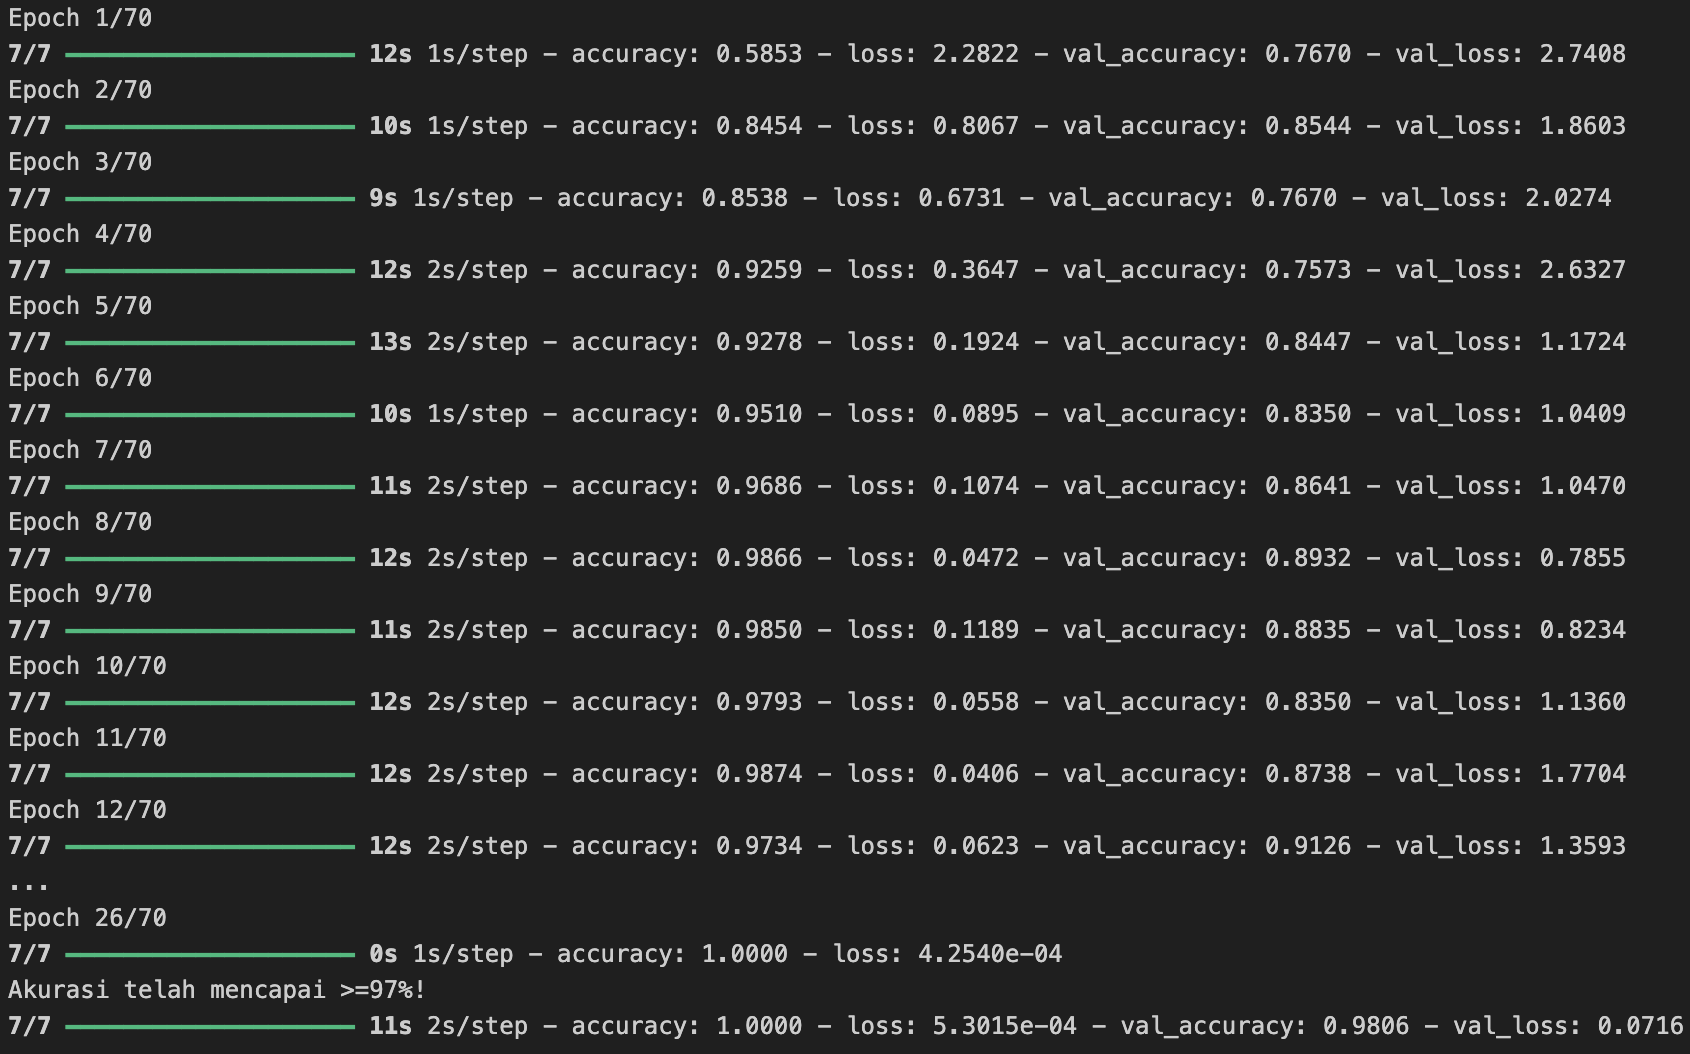 Epoch 1/70
7/7 ━━━━━━━━━━━━━━━━━━━━ 12s 1s/step - accuracy: 0.5853 - loss: 2.2822 - val_accuracy: 0.7670 - val_loss: 2.7408
Epoch 2/70
7/7 ━━━━━━━━━━━━━━━━━━━━ 10s 1s/step - accuracy: 0.8454 - loss: 0.8067 - val_accuracy: 0.8544 - val_loss: 1.8603
Epoch 3/70
7/7 ━━━━━━━━━━━━━━━━━━━━ 9s 1s/step - accuracy: 0.8538 - loss: 0.6731 - val_accuracy: 0.7670 - val_loss: 2.0274
Epoch 4/70
7/7 ━━━━━━━━━━━━━━━━━━━━ 12s 2s/step - accuracy: 0.9259 - loss: 0.3647 - val_accuracy: 0.7573 - val_loss: 2.6327
Epoch 5/70
7/7 ━━━━━━━━━━━━━━━━━━━━ 13s 2s/step - accuracy: 0.9278 - loss: 0.1924 - val_accuracy: 0.8447 - val_loss: 1.1724
Epoch 6/70
7/7 ━━━━━━━━━━━━━━━━━━━━ 10s 1s/step - accuracy: 0.9510 - loss: 0.0895 - val_accuracy: 0.8350 - val_loss: 1.0409
Epoch 7/70
7/7 ━━━━━━━━━━━━━━━━━━━━ 11s 2s/step - accuracy: 0.9686 - loss: 0.1074 - val_accuracy: 0.8641 - val_loss: 1.0470
Epoch 8/70
7/7 ━━━━━━━━━━━━━━━━━━━━ 12s 2s/step - accuracy: 0.9866 - loss: 0.0472 - val_accuracy: 0.8932 - val_loss: 0.7855
Epoch 9/70
7/7 ━━━━━━━━━━━━━━━━━━━━ 11s 2s/step - accuracy: 0.9850 - loss: 0.1189 - val_accuracy: 0.8835 - val_loss: 0.8234
Epoch 10/70
7/7 ━━━━━━━━━━━━━━━━━━━━ 12s 2s/step - accuracy: 0.9793 - loss: 0.0558 - val_accuracy: 0.8350 - val_loss: 1.1360
Epoch 11/70
7/7 ━━━━━━━━━━━━━━━━━━━━ 12s 2s/step - accuracy: 0.9874 - loss: 0.0406 - val_accuracy: 0.8738 - val_loss: 1.7704
Epoch 12/70
7/7 ━━━━━━━━━━━━━━━━━━━━ 12s 2s/step - accuracy: 0.9734 - loss: 0.0623 - val_accuracy: 0.9126 - val_loss: 1.3593
...
Epoch 26/70
7/7 ━━━━━━━━━━━━━━━━━━━━ 0s 1s/step - accuracy: 1.0000 - loss: 4.2540e-04
Akurasi telah mencapai >=97%!
7/7 ━━━━━━━━━━━━━━━━━━━━ 11s 2s/step - accuracy: 1.0000 - loss: 5.3015e-04 - val_accuracy: 0.9806 - val_loss: 0.0716